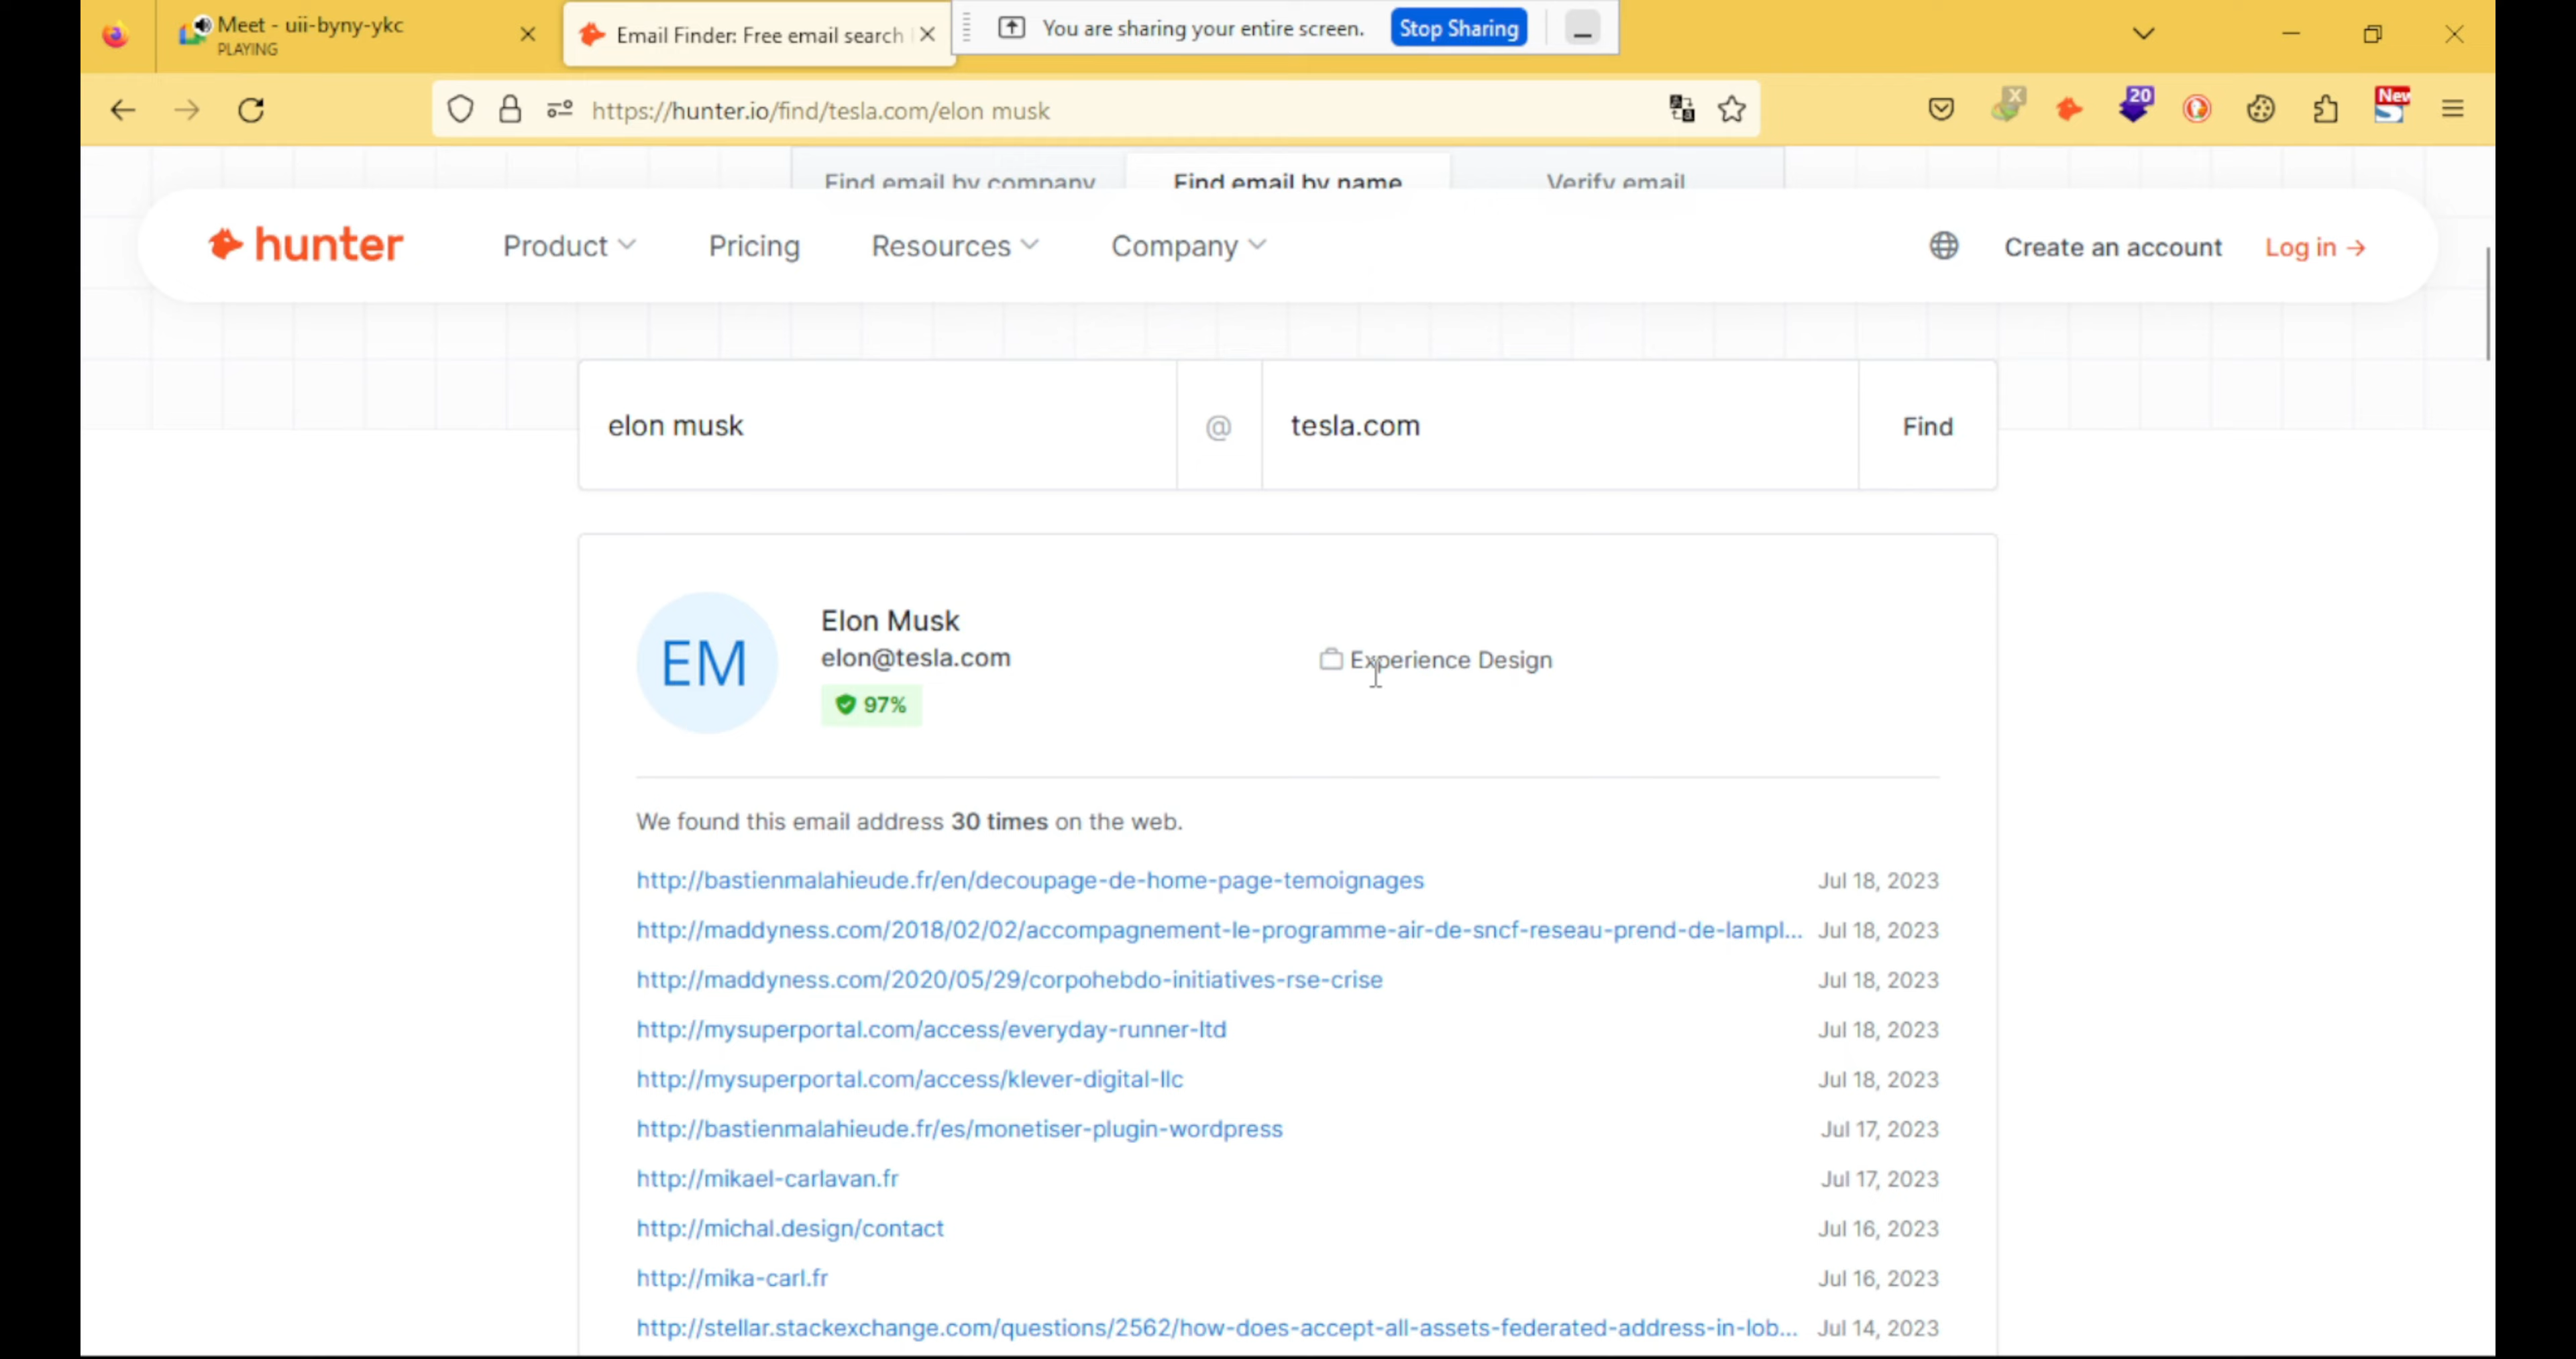 Meet - uii-byny-ykc
PLAYING
Email Finder: Free email search
You are sharing your entire screen.
Stop Sharing
https://hunter.io/find/tesla.com/elon musk
X
20
New
Find email by company
Find email by name
Verify email
hunter
Product
Pricing
Resources
Company
Create an account
Log in →
elon musk
@
tesla.com
Find
EM
Elon Musk
elon@tesla.com
97%
Experience Design
We found this email address 30 times on the web.
http://bastienmalahieude.fr/en/decoupage-de-home-page-temoignages Jul 18, 2023
http://maddyness.com/2018/02/02/accompagnement-le-programme-air-de-sncf-reseau-prend-de-lampl... Jul 18, 2023
http://maddyness.com/2020/05/29/corpohebdo-initiatives-rse-crise Jul 18, 2023
http://mysuperportal.com/access/everyday-runner-ltd Jul 18, 2023
http://mysuperportal.com/access/klever-digital-llc Jul 18, 2023
http://bastienmalahieude.fr/es/monetiser-plugin-wordpress Jul 17, 2023
http://mikael-carlavan.fr Jul 17, 2023
http://michal.design/contact Jul 16, 2023
http://mika-carl.fr Jul 16, 2023
http://stellar.stackexchange.com/questions/2562/how-does-accept-all-assets-federated-address-in-lob... Jul 14, 2023